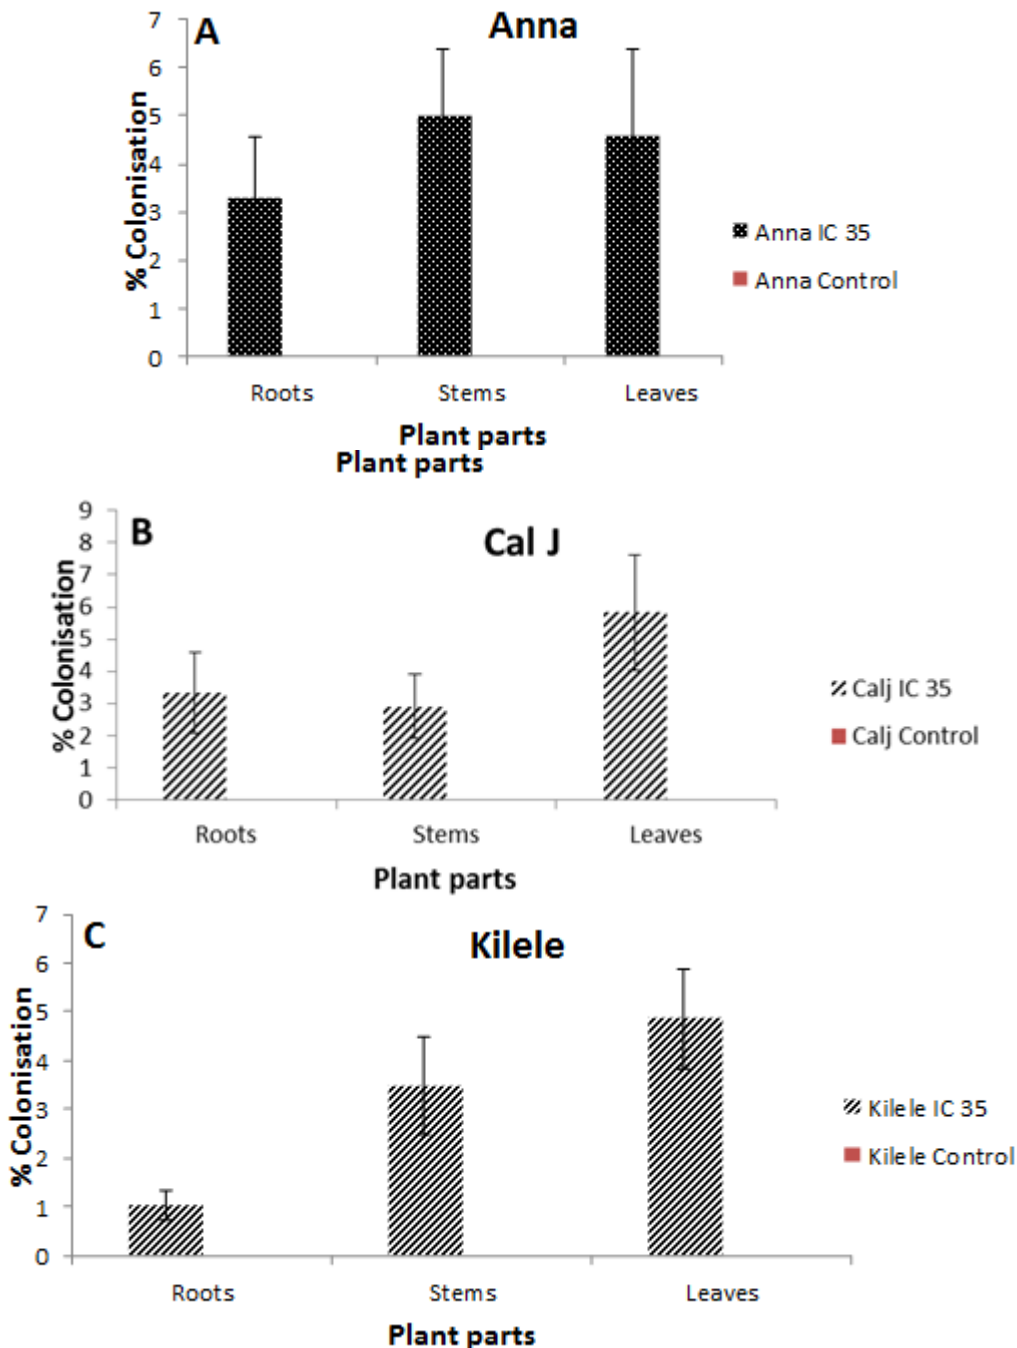 A
Anna
7
6
5
4
3
2
1
0
% Colonisation
Roots
Stems
Leaves
Plant parts
Anna IC 35
Anna Control
Plant parts
B
Cal J
9
8
7
6
5
4
3
2
1
0
% Colonisation
Roots
Stems
Leaves
Plant parts
Calj IC 35
Calj Control
C
Kilele
7
6
5
4
3
2
1
0
% Colonisation
Roots
Stems
Leaves
Plant parts
Kilele IC 35
Kilele Control